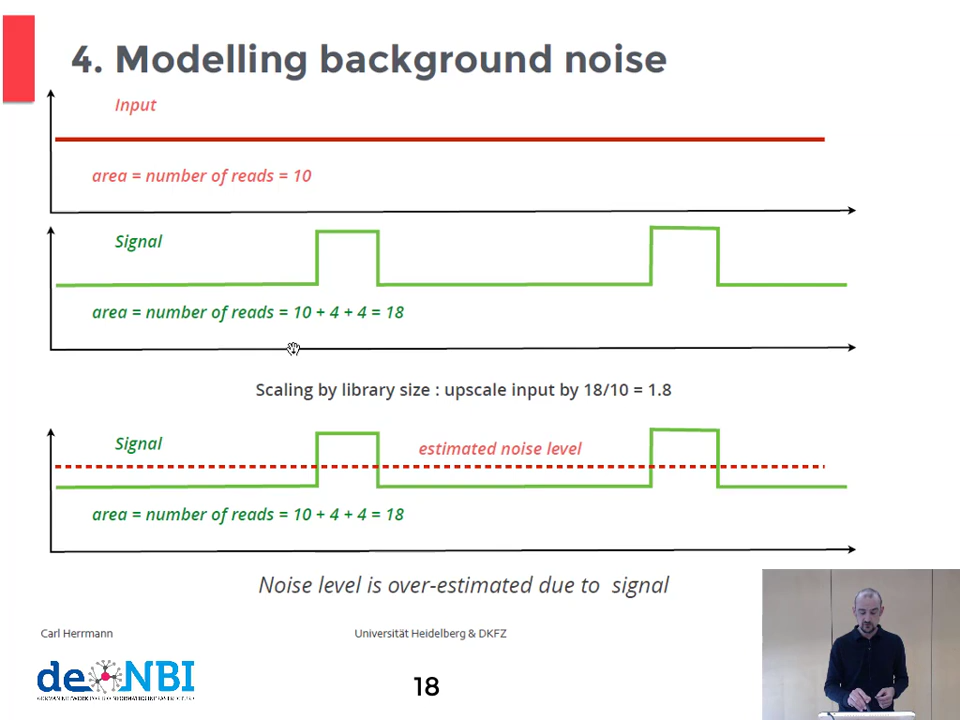 4. Modelling background noise
Input
area = number of reads = 10
Signal
area = number of reads = 10 + 4 + 4 = 18
Scaling by library size : upscale input by 18/10 = 1.8
Signal
estimated noise level
area = number of reads = 10 + 4 + 4 = 18
Noise level is over-estimated due to signal
Carl Herrmann
Universität Heidelberg & DKFZ
de NBI
18